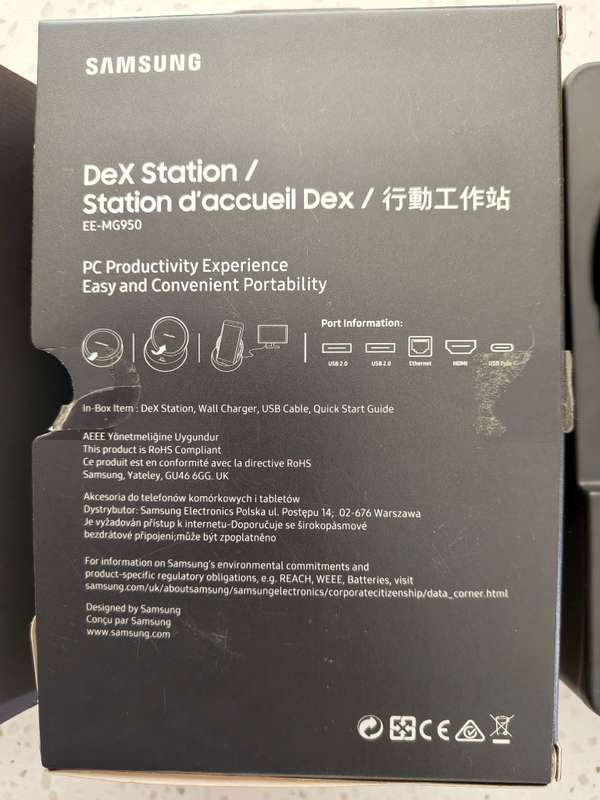 SAMSUNG
DeX Station /
Station d'accueil Dex / 行動工作站
EE-MG950
PC Productivity Experience
Easy and Convenient Portability
Port Information:
USB 2.0 USB 2.0 Ethernet HDMI USB Type C
In-Box Item : DeX Station, Wall Charger, USB Cable, Quick Start Guide
AEEE Yönetmeliğine Uygundur
This product is RoHS Compliant
Ce produit est en conformité avec la directive RoHS
Samsung, Yateley, GU46 6GG. UK
Akcesoria do telefonów komórkowych i tabletów
Dystrybutor: Samsung Electronics Polska ul. Postępu 14; 02-676 Warszawa
Je vyžadován přístup k internetu-Doporučuje se širokopásmové
bezdrátové připojení;může být zpoplatněno
For information on Samsung's environmental commitments and
product-specific regulatory obligations, e.g. REACH, WEEE, Batteries, visit
samsung.com/uk/aboutsamsung/samsungelectronics/corporatecitizenship/data_corner.html
Designed by Samsung
Conçu par Samsung
www.samsung.com
CE